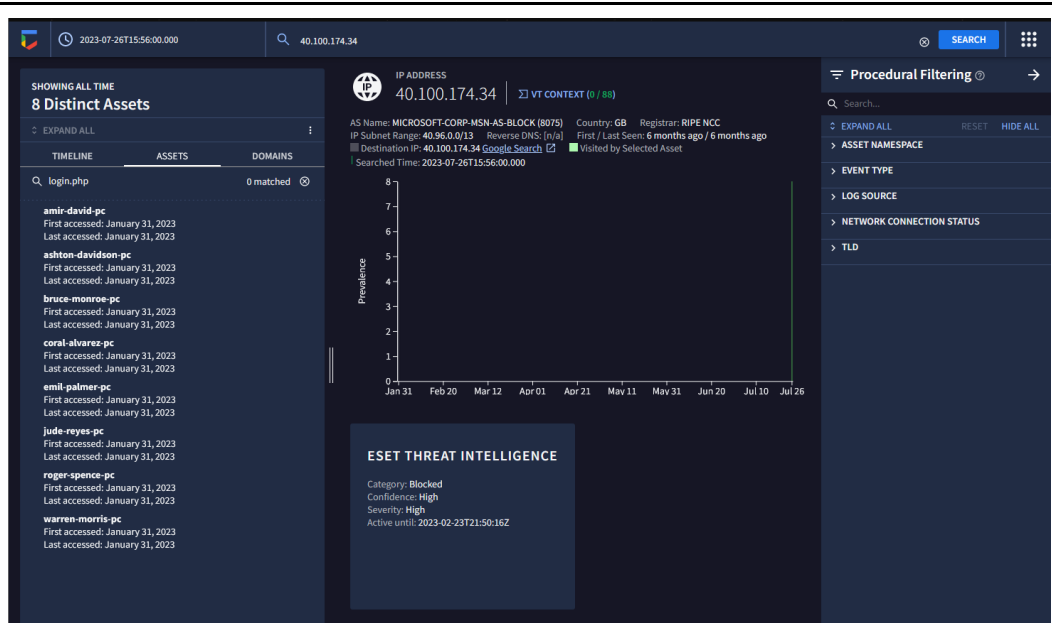 2023-07-26T15:56:00.000
40.100.174.34
SEARCH
SHOWING ALL TIME
8 Distinct Assets
EXPAND ALL
TIMELINE ASSETS DOMAINS
login.php 0 matched
amir-david-pc
First accessed: January 31, 2023
Last accessed: January 31, 2023
ashton-davidson-pc
First accessed: January 31, 2023
Last accessed: January 31, 2023
bruce-monroe-pc
First accessed: January 31, 2023
Last accessed: January 31, 2023
coral-alvarez-pc
First accessed: January 31, 2023
Last accessed: January 31, 2023
emil-palmer-pc
First accessed: January 31, 2023
Last accessed: January 31, 2023
jude-reyes-pc
First accessed: January 31, 2023
Last accessed: January 31, 2023
roger-spence-pc
First accessed: January 31, 2023
Last accessed: January 31, 2023
warren-morris-pc
First accessed: January 31, 2023
Last accessed: January 31, 2023
IP
IP ADDRESS
40.100.174.34 VT CONTEXT (0 / 88)
AS Name: MICROSOFT-CORP-MSN-AS-BLOCK (8075) Country: GB Registrar: RIPE NCC
IP Subnet Range: 40.96.0.0/13 Reverse DNS: [n/a] First / Last Seen: 6 months ago / 6 months ago
Destination IP: 40.100.174.34 Google Search Visited by Selected Asset
Searched Time: 2023-07-26T15:56:00.000
8
7
6
5
4
3
2
1
0
Prevalence
Jan 31 Feb 20 Mar 12 Apr 01 Apr 21 May 11 May 31 Jun 20 Jul 10 Jul 26
ESET THREAT INTELLIGENCE
Category: Blocked
Confidence: High
Severity: High
Active until: 2023-02-23T21:50:16Z
Procedural Filtering
Search...
EXPAND ALL RESET HIDE ALL
ASSET NAMESPACE
EVENT TYPE
LOG SOURCE
NETWORK CONNECTION STATUS
TLD